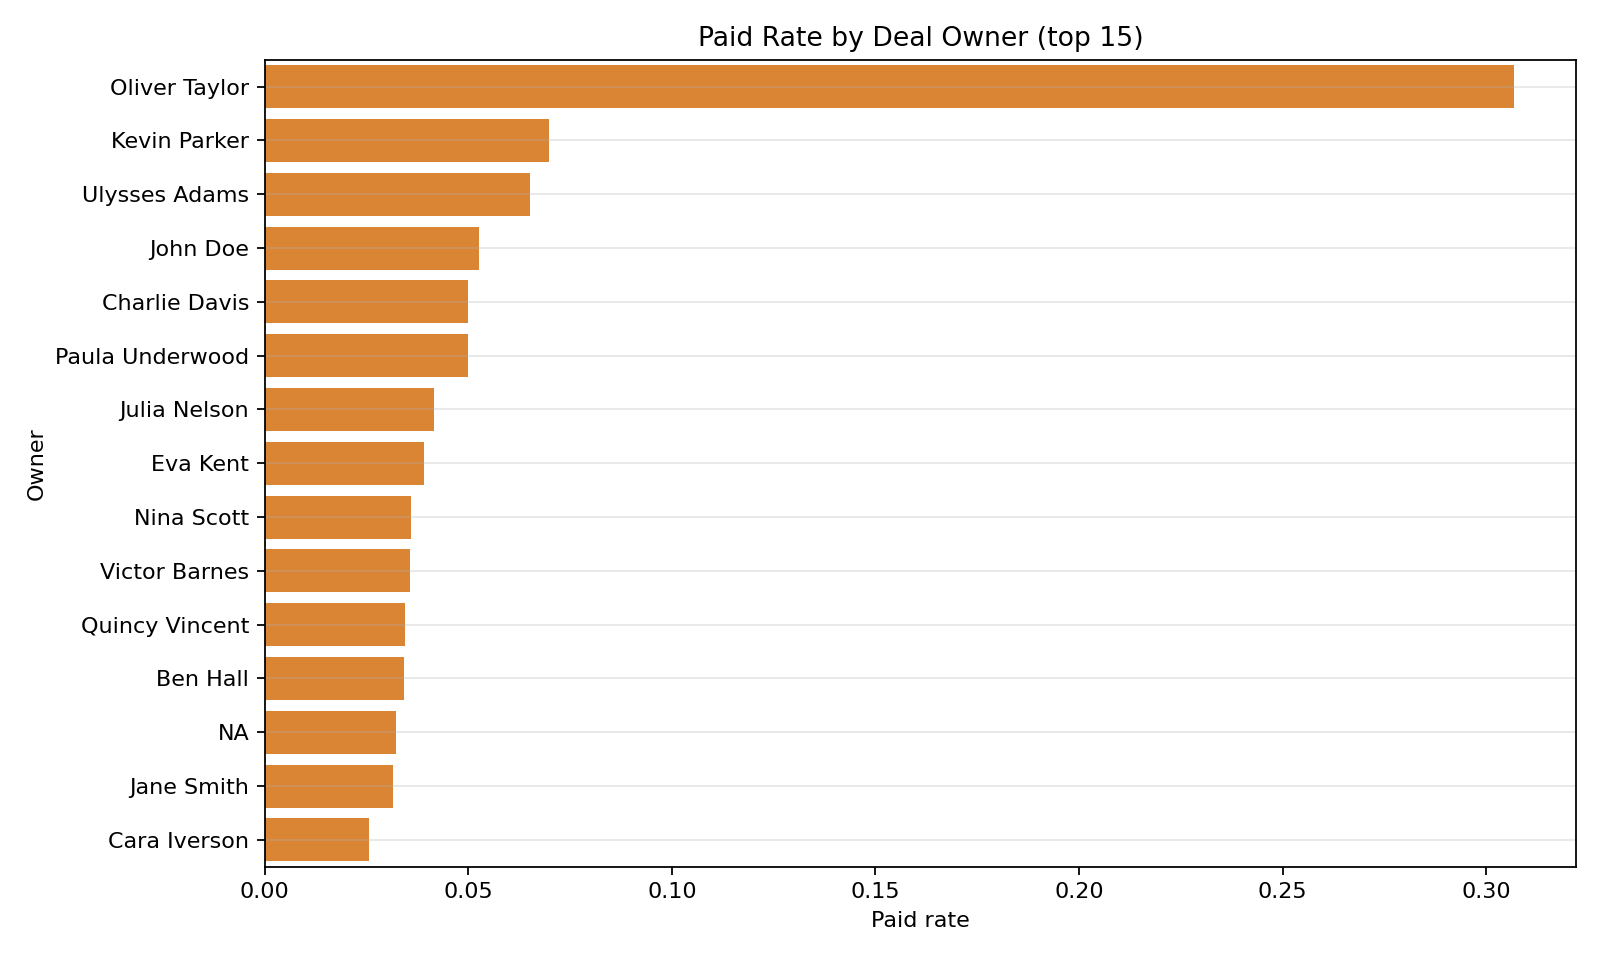 Paid Rate by Deal Owner (top 15)
Oliver Taylor
Kevin Parker
Ulysses Adams
John Doe
Charlie Davis
Paula Underwood
Julia Nelson
Eva Kent
Nina Scott
Victor Barnes
Quincy Vincent
Ben Hall
NA
Jane Smith
Cara Iverson
Owner
0.00 0.05 0.10 0.15 0.20 0.25 0.30
Paid rate